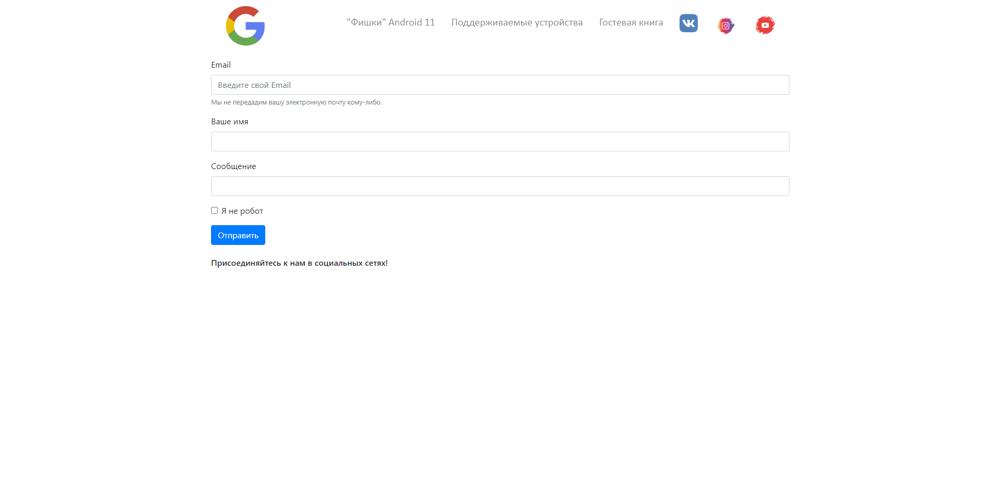 "Фишки" Android 11 Поддерживаемые устройства Гостевая книга
Email
Введите свой Email
Мы не передадим вашу электронную почту кому-либо.
Ваше имя
Сообщение
Я не робот
Отправить
Присоединяйтесь к нам в социальных сетях!